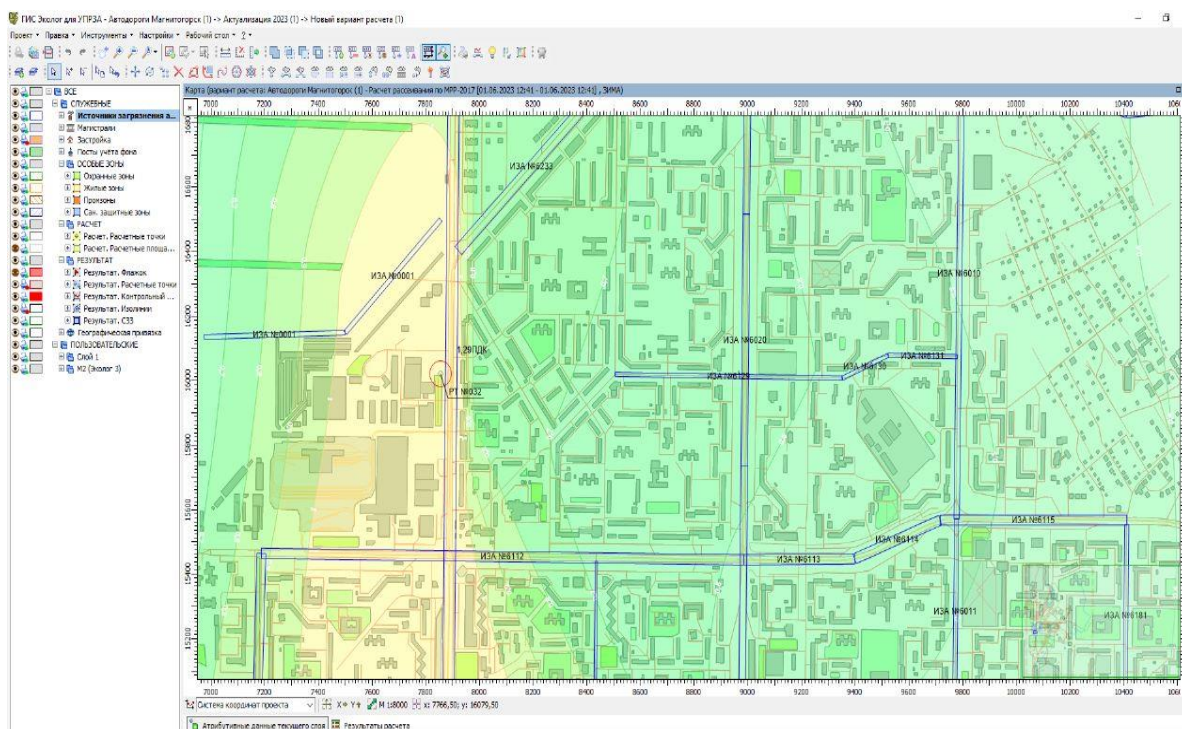 ГИС Эколог для УПРЗА - Автодороги Магнитогорск (1) -> Актуализация 2023 (1) -> Новый вариант расчета (1)
Проект Правка Инструменты Настройки Рабочий стол ?
Карта (вариант расчета: Автодороги Магнитогорск (1) - Расчет рассеивания по МРР-2017 [01.06.2023 12:41 - 01.06.2023 12:41] , ЗИМА)
ВСЕ
СЛУЖЕБНЫЕ
Источники загрязнения а...
Магистрали
Застройка
Посты учета фона
ОСОБЫЕ ЗОНЫ
Охранные зоны
Жилые зоны
Промзоны
Сан. защитные зоны
РАСЧЕТ
Расчет. Расчетные точки
Расчет. Расчетные площа...
РЕЗУЛЬТАТ
Результат. Флажок
Результат. Расчетные точки
Результат. Контрольный ...
Результат. Изолинии
Результат. СЗЗ
Географическая привязка
ПОЛЬЗОВАТЕЛЬСКИЕ
Слой 1
М2 (Эколог 3)
7000 7200 7400 7600 7800 8000 8200 8400 8600 8800 9000 9200 9400 9600 9800 10000 10200 10400
16600
16400
16200
16000
15800
15600
15400
15200
ИЗА №6233
ИЗА №0001
ИЗА №6010
ИЗА №0001
ИЗА №6020
1,29ПДК
ИЗА №6131
ИЗА №6130
ИЗА №6129
РТ №032
ИЗА №6115
ИЗА №6114
ИЗА №6112
ИЗА №6113
ИЗА №6011
ИЗА №6181
7000 7200 7400 7600 7800 8000 8200 8400 8600 8800 9000 9200 9400 9600 9800 10000 10200 10400
Система координат проекта X→ Y↑ М 1:8000 x: 7766,50; y: 16079,50
Атрибутивные данные текущего слоя Результаты расчета